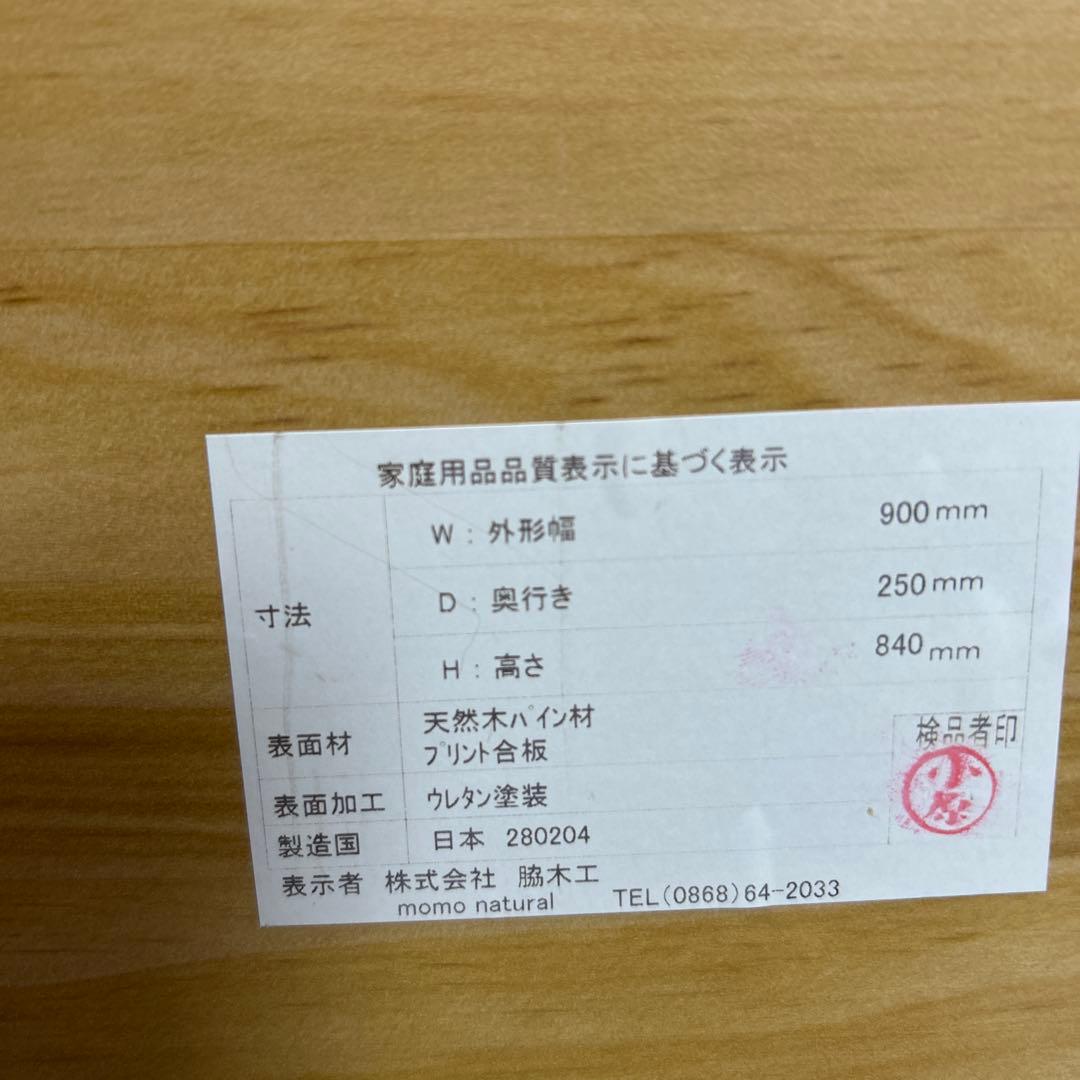 家庭用品品質表示に基づく表示
寸法
W : 外形幅 900mm
D : 奥行き 250mm
H : 高さ 840mm
表面材 天然木パイン材
プリント合板
検品者印
小原
表面加工 ウレタン塗装
製造国 日本 280204
表示者 株式会社 脇木工
momo natural TEL(0868)64-2033